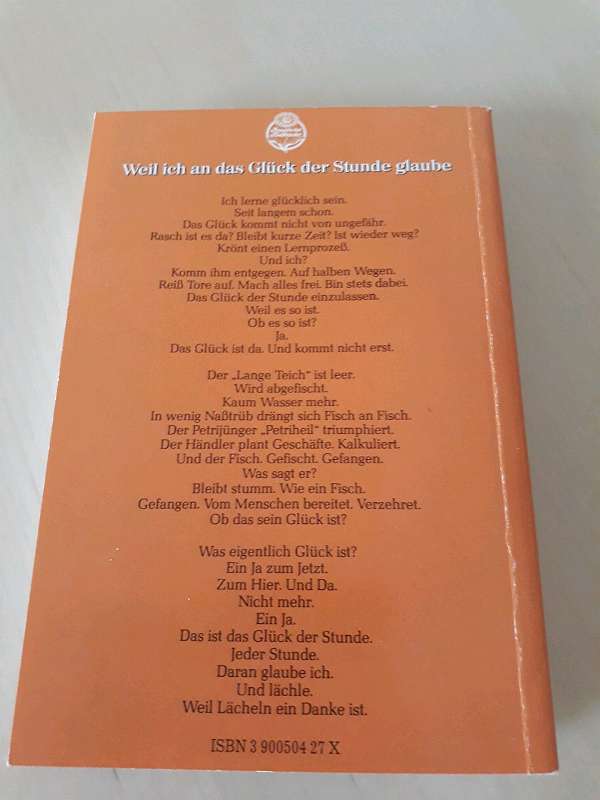 Weil ich an das Glück der Stunde glaube
Ich lerne glücklich sein.
Seit langem schon.
Das Glück kommt nicht von ungefähr.
Rasch ist es da? Bleibt kurze Zeit? Ist wieder weg?
Krönt einen Lernprozeß.
Und ich?
Komm ihm entgegen. Auf halben Wegen.
Reiß Tore auf. Mach alles frei. Bin stets dabei.
Das Glück der Stunde einzulassen.
Weil es so ist.
Ob es so ist?
Ja.
Das Glück ist da. Und kommt nicht erst.
Der „Lange Teich" ist leer.
Wird abgefischt.
Kaum Wasser mehr.
In wenig Naßtrüb drängt sich Fisch an Fisch.
Der Petrijünger „Petriheil" triumphiert.
Der Händler plant Geschäfte. Kalkuliert.
Und der Fisch. Gefischt. Gefangen.
Was sagt er?
Bleibt stumm. Wie ein Fisch.
Gefangen. Vom Menschen bereitet. Verzehret.
Ob das sein Glück ist?
Was eigentlich Glück ist?
Ein Ja zum Jetzt.
Zum Hier. Und Da.
Nicht mehr.
Ein Ja.
Das ist das Glück der Stunde.
Jeder Stunde.
Daran glaube ich.
Und lächle.
Weil Lächeln ein Danke ist.
ISBN 3 900504 27 X